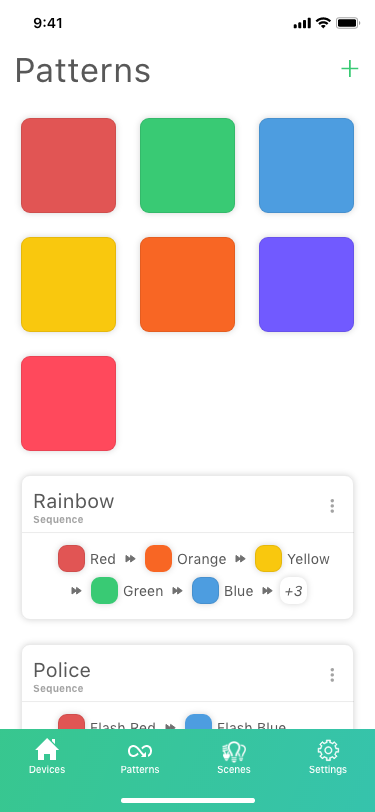 9:41
Patterns
Rainbow
Sequence
Red Orange Yellow
Green Blue +3
Police
Sequence
Flash Red Flash Blue
Devices Patterns Scenes Settings